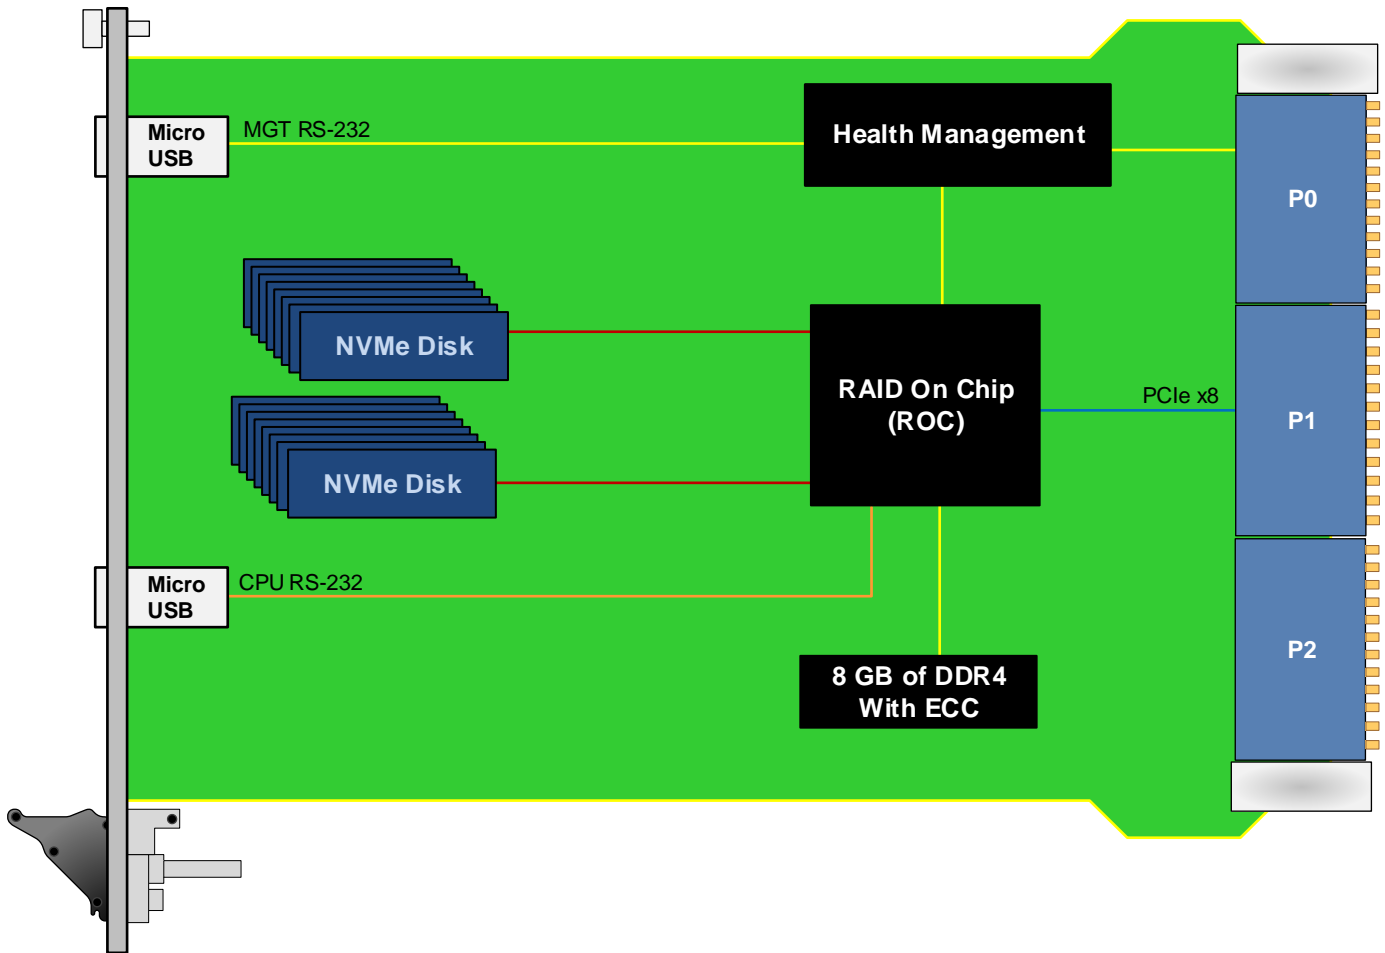 Micro
USB
MGT RS-232
Health Management
P0
NVMe Disk
RAID On Chip
(ROC)
PCIe x8
P1
NVMe Disk
Micro
USB
CPU RS-232
P2
8 GB of DDR4
With ECC